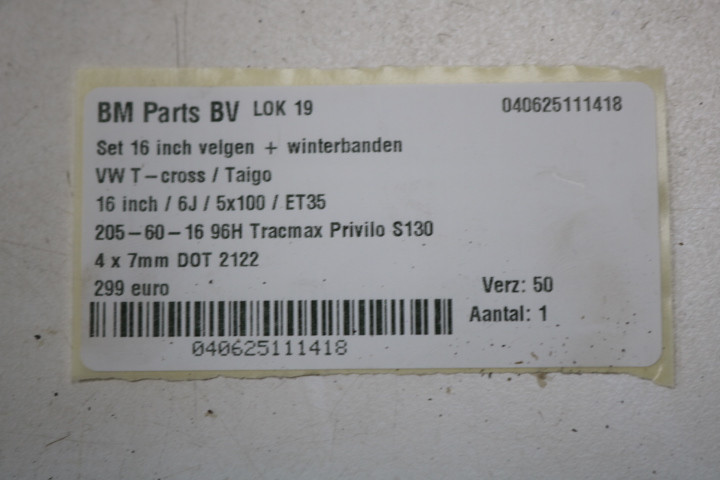 BM Parts BV LOK 19 040625111418
Set 16 inch velgen + winterbanden
VW T-cross / Taigo
16 inch / 6J / 5x100 / ET35
205-60-16 96H Tracmax Privilo S130
4 x 7mm DOT 2122
299 euro Verz: 50
Aantal: 1
040625111418